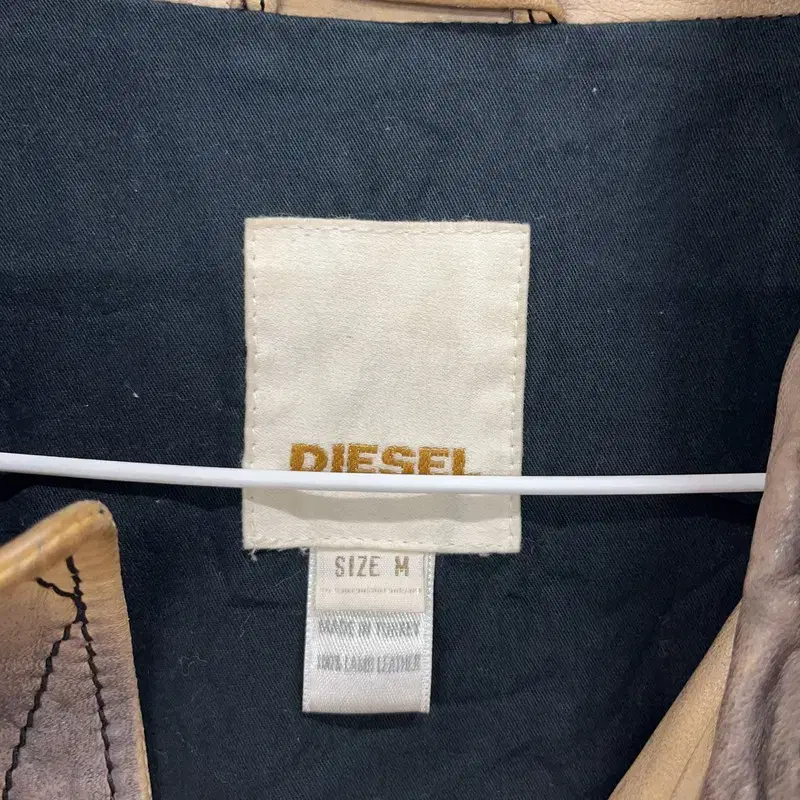 DIESEL
SIZE M
MADE IN TURKEY
100% LAMB LEATHER